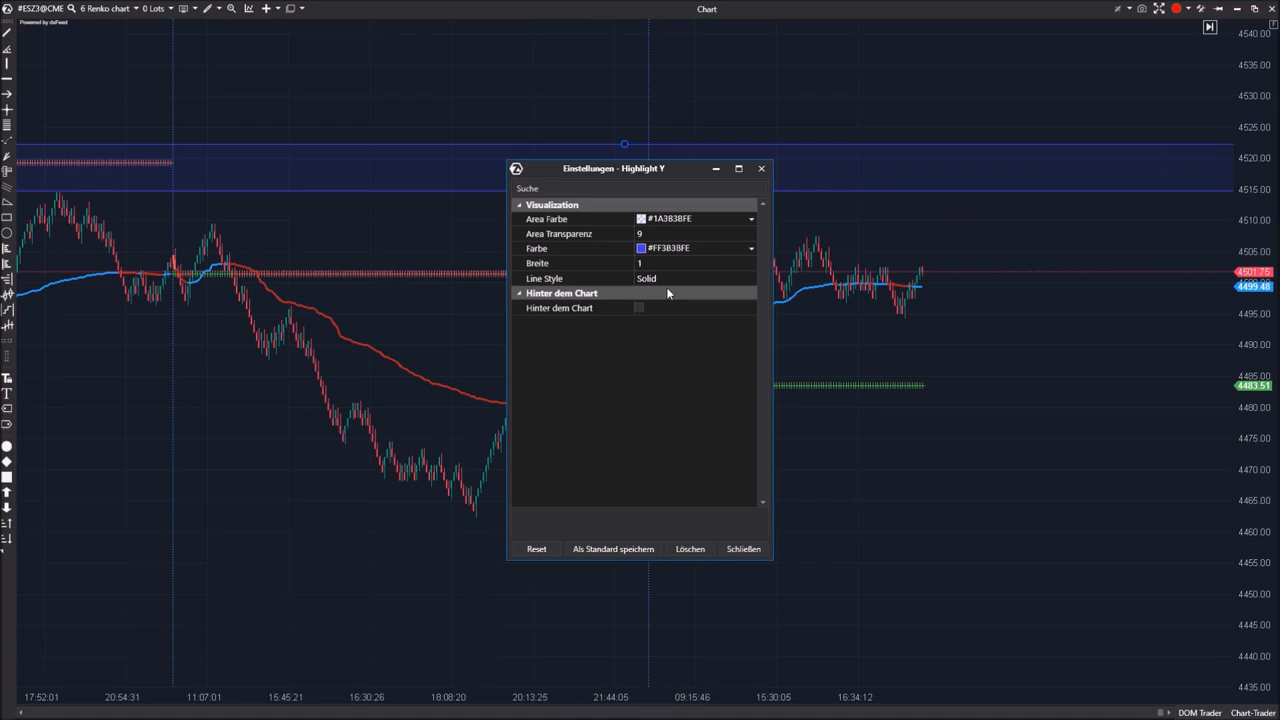 #ESZ3@CME 6 Renko chart 0 Lots Chart
Powered by dxFeed
4540.00
4535.00
4530.00
4525.00
4520.00
4515.00
4510.00
4505.00
4501.75
4499.48
4495.00
4490.00
4485.00
4483.51
4480.00
4475.00
4470.00
4465.00
4460.00
4455.00
4450.00
4445.00
4440.00
4435.00
Einstellungen - Highlight Y
Suche
Visualization
Area Farbe #1A3B3BFE
Area Transparenz 9
Farbe #FF3B3BFE
Breite 1
Line Style Solid
Hinter dem Chart
Hinter dem Chart
Reset Als Standard speichern Löschen Schließen
17:52:01 20:54:31 11:07:01 15:45:21 16:30:26 18:08:20 20:13:25 21:44:05 09:15:46 15:30:05 16:34:12
DOM Trader Chart-Trader